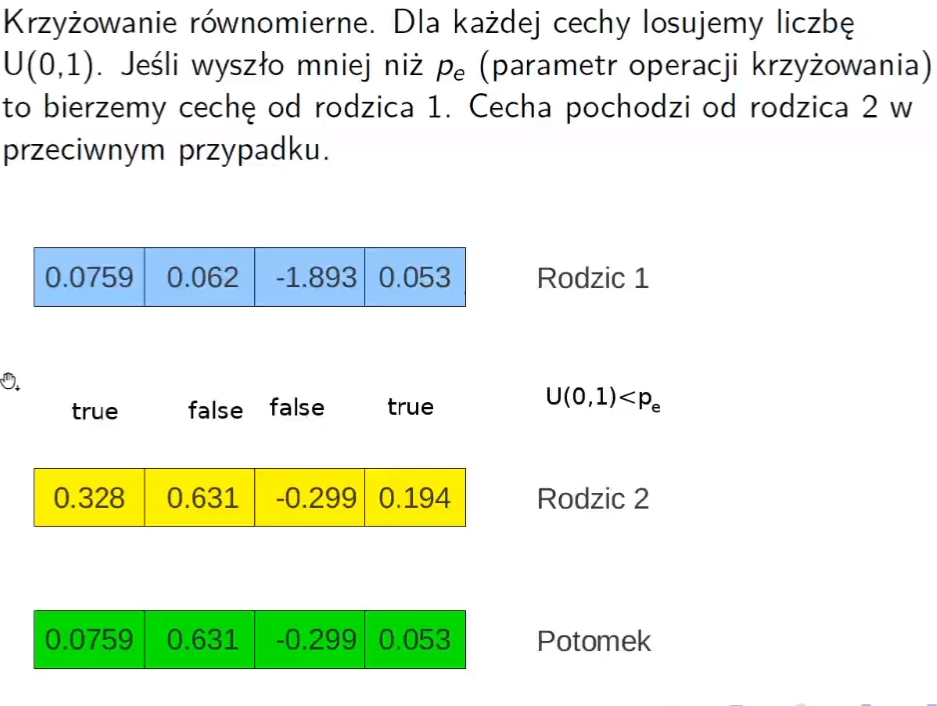 Krzyżowanie równomierne. Dla każdej cechy losujemy liczbę
U(0,1). Jeśli wyszło mniej niż pe (parametr operacji krzyżowania)
to bierzemy cechę od rodzica 1. Cecha pochodzi od rodzica 2 w
przeciwnym przypadku.
0.0759 0.062 -1.893 0.053 Rodzic 1
true false false true U(0,1)<pe
0.328 0.631 -0.299 0.194 Rodzic 2
0.0759 0.631 -0.299 0.053 Potomek